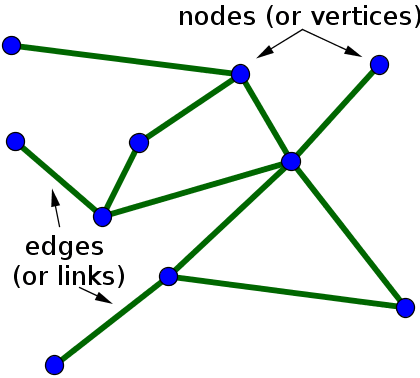 nodes (or vertices)
edges
(or links)